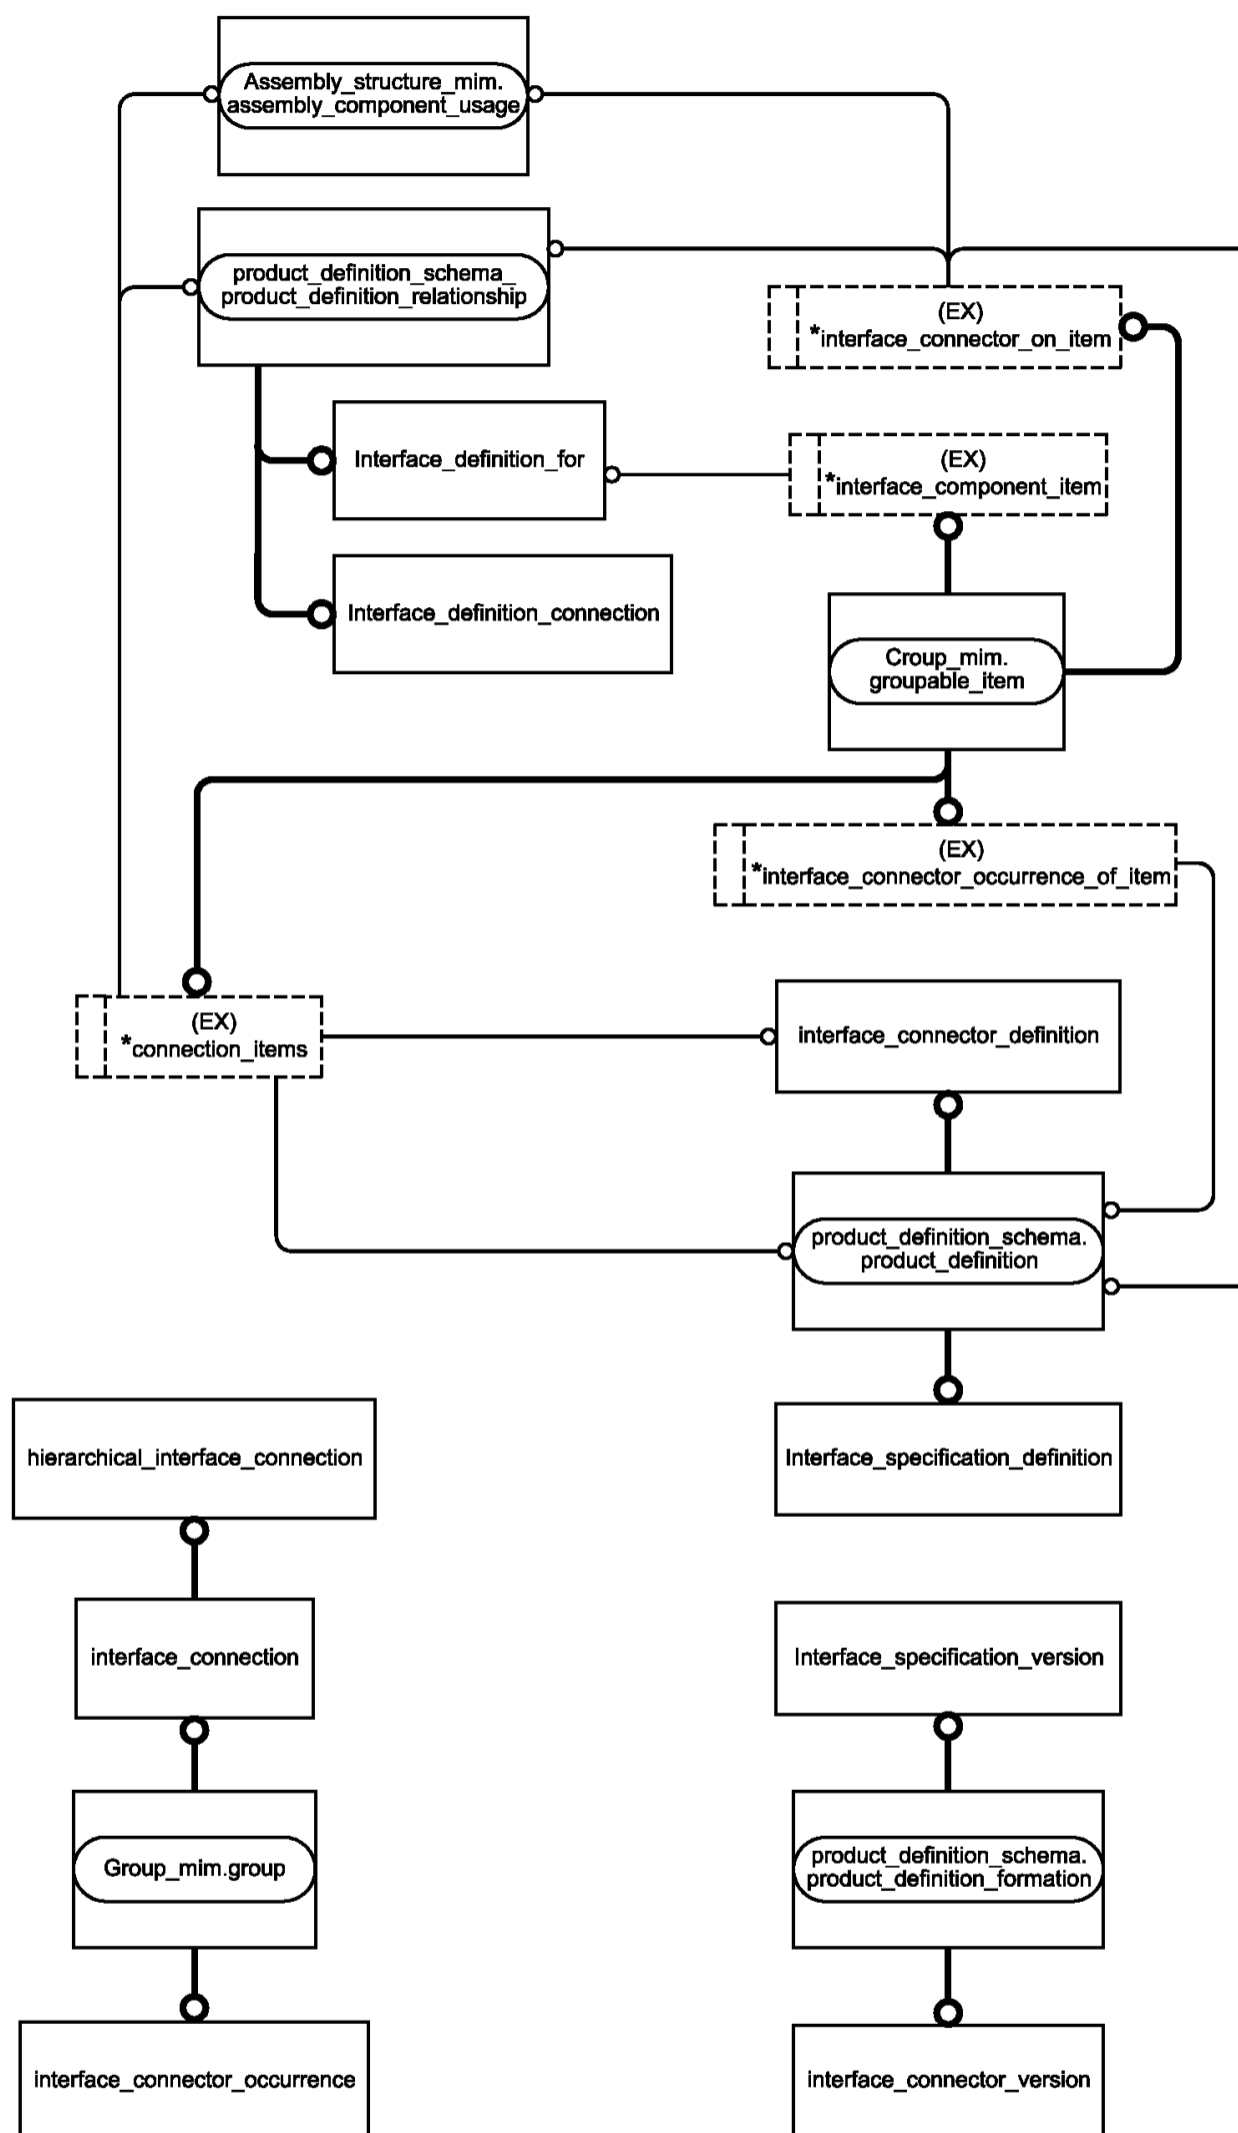 Assembly_structure_mim.
assembly_component_usage
product_definition_schema_
product_definition_relationship
(EX)
*interface_connector_on_item
Interface_definition_for
(EX)
*interface_component_item
Interface_definition_connection
Croup_mim.
groupable_item
(EX)
*interface_connector_occurrence_of_item
(EX)
*connection_items
interface_connector_definition
product_definition_schema.
product_definition
hierarchical_interface_connection
Interface_specification_definition
interface_connection
Interface_specification_version
Group_mim.group
product_definition_schema.
product_definition_formation
interface_connector_occurrence
interface_connector_version